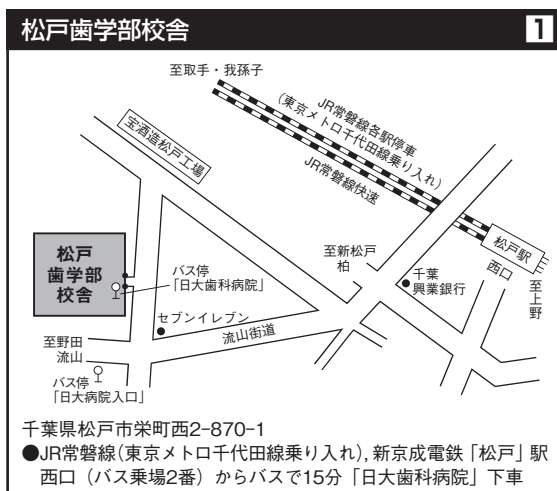 松戸歯学部校舎
1
至取手・我孫子
JR常磐線各駅停車
(東京メトロ千代田線乗り入れ)
JR常磐線快速
宝酒造松戸工場
松戸駅
西口
至上野
至新松戸
柏
千葉
興業銀行
松戸
歯学部
校舎
バス停
「日大歯科病院」
セブンイレブン
流山街道
至野田
流山
バス停
「日大病院入口」
千葉県松戸市栄町西2-870-1
●JR常磐線(東京メトロ千代田線乗り入れ), 新京成電鉄「松戸」駅
西口（バス乗場2番）からバスで15分「日大歯科病院」下車